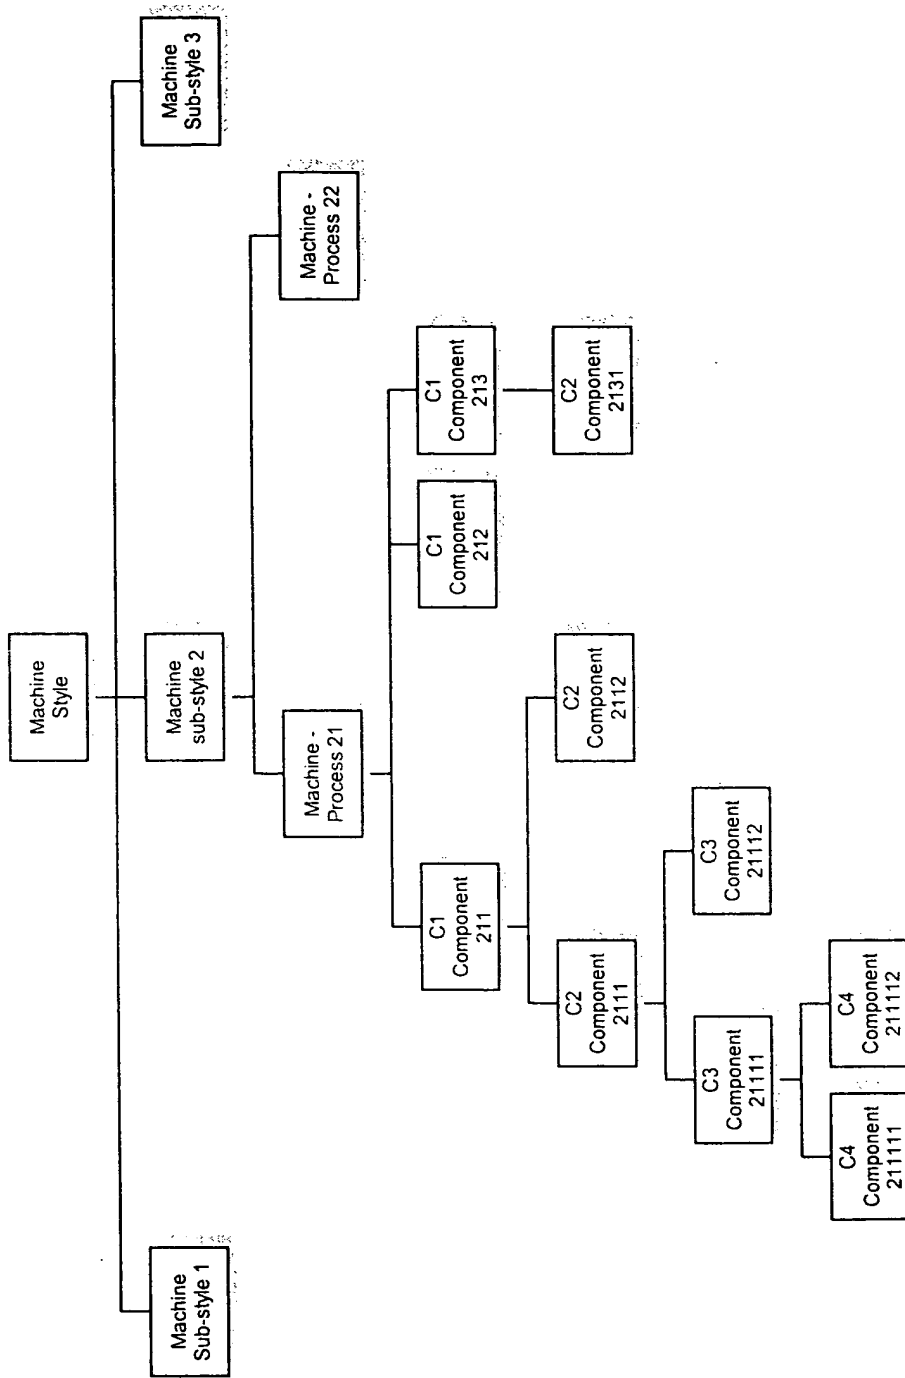 Machine
Style
Machine
Sub-style 1
Machine
sub-style 2
Machine
Sub-style 3
Machine -
Process 21
Machine -
Process 22
C1
Component
211
C1
Component
212
C1
Component
213
C2
Component
2111
C2
Component
2112
C2
Component
2131
C3
Component
21111
C3
Component
21112
C4
Component
211111
C4
Component
211112